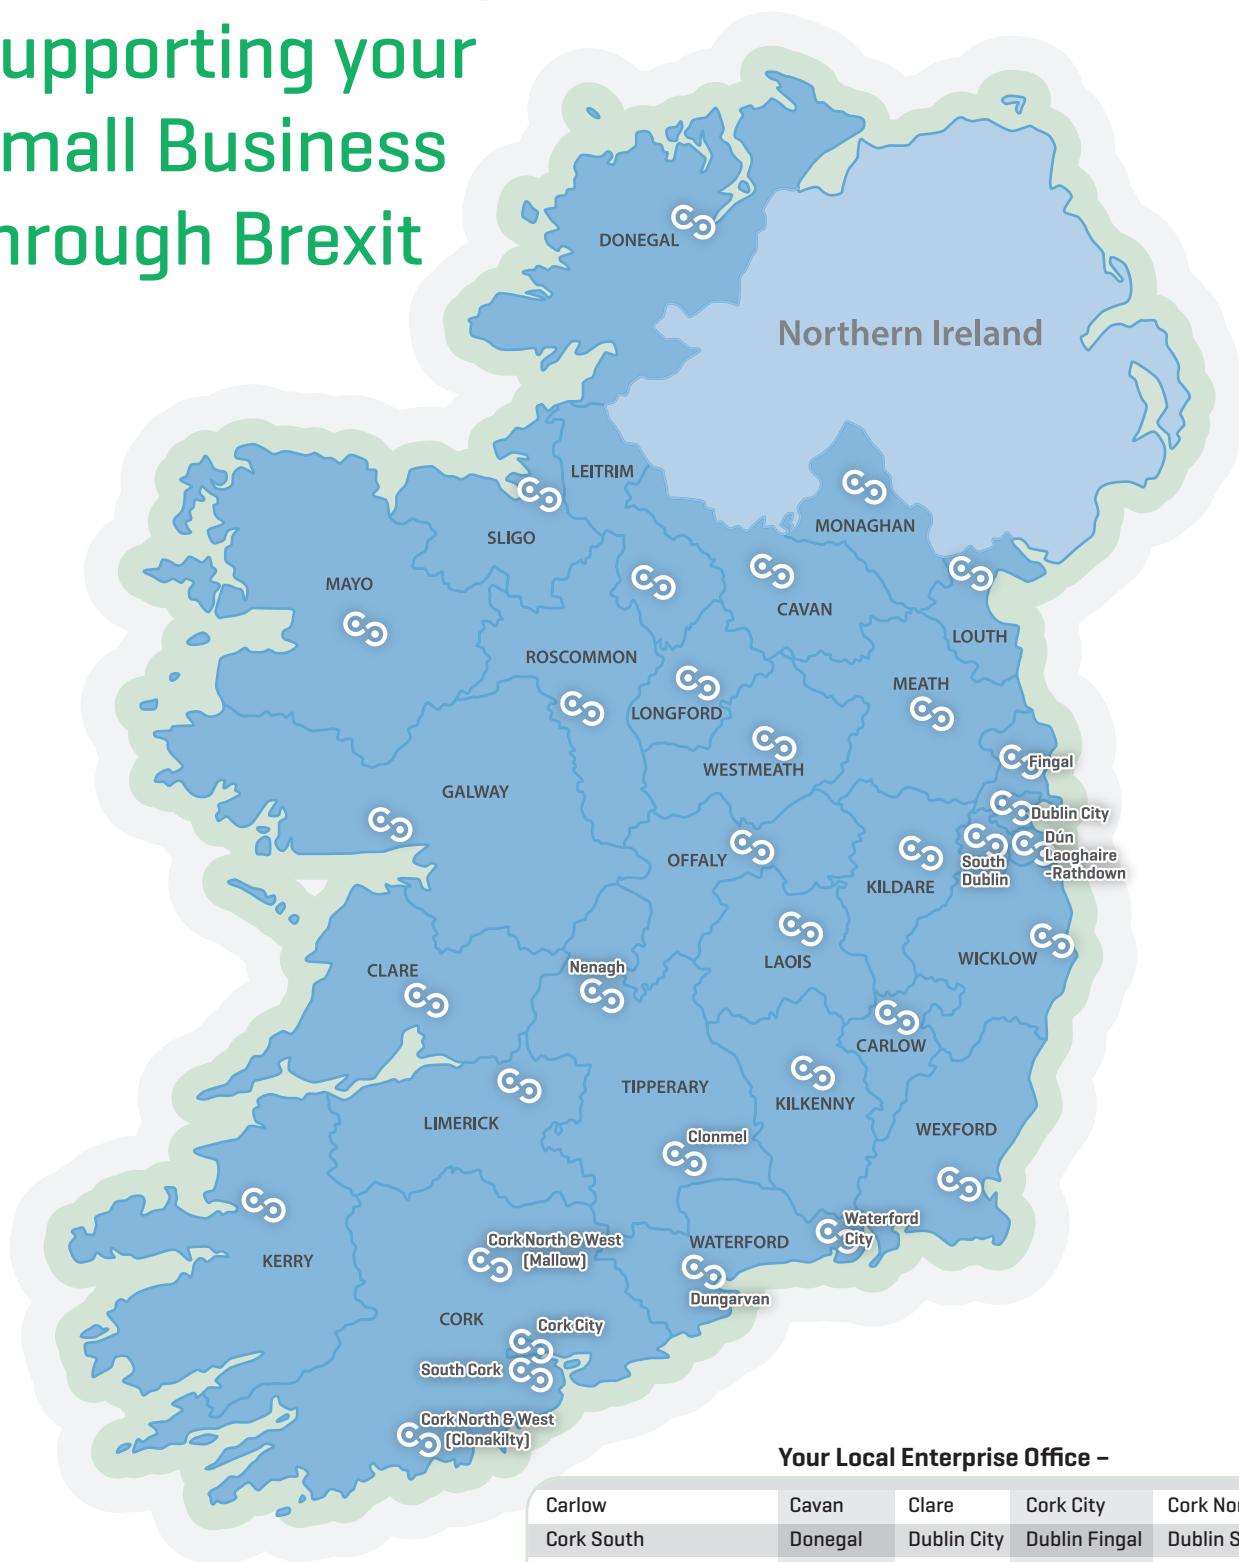 upporting your
mall Business
hrough Brexit
DONEGAL
Northern Ireland
LEITRIM
SLIGO
MONAGHAN
MAYO
CAVAN
LOUTH
ROSCOMMON
MEATH
LONGFORD
WESTMEATH
Fingal
GALWAY
Dublin City
Dún
Laoghaire
-Rathdown
OFFALY
South
Dublin
KILDARE
LAOIS
WICKLOW
CLARE
Nenagh
CARLOW
TIPPERARY
KILKENNY
LIMERICK
WEXFORD
Clonmel
Waterford
City
WATERFORD
Cork North & West
(Mallow)
KERRY
Dungarvan
CORK
Cork City
South Cork
Cork North & West
(Clonakilty)
Your Local Enterprise Office –
Carlow Cavan Clare Cork City Cork Nor
Cork South Donegal Dublin City Dublin Fingal Dublin S